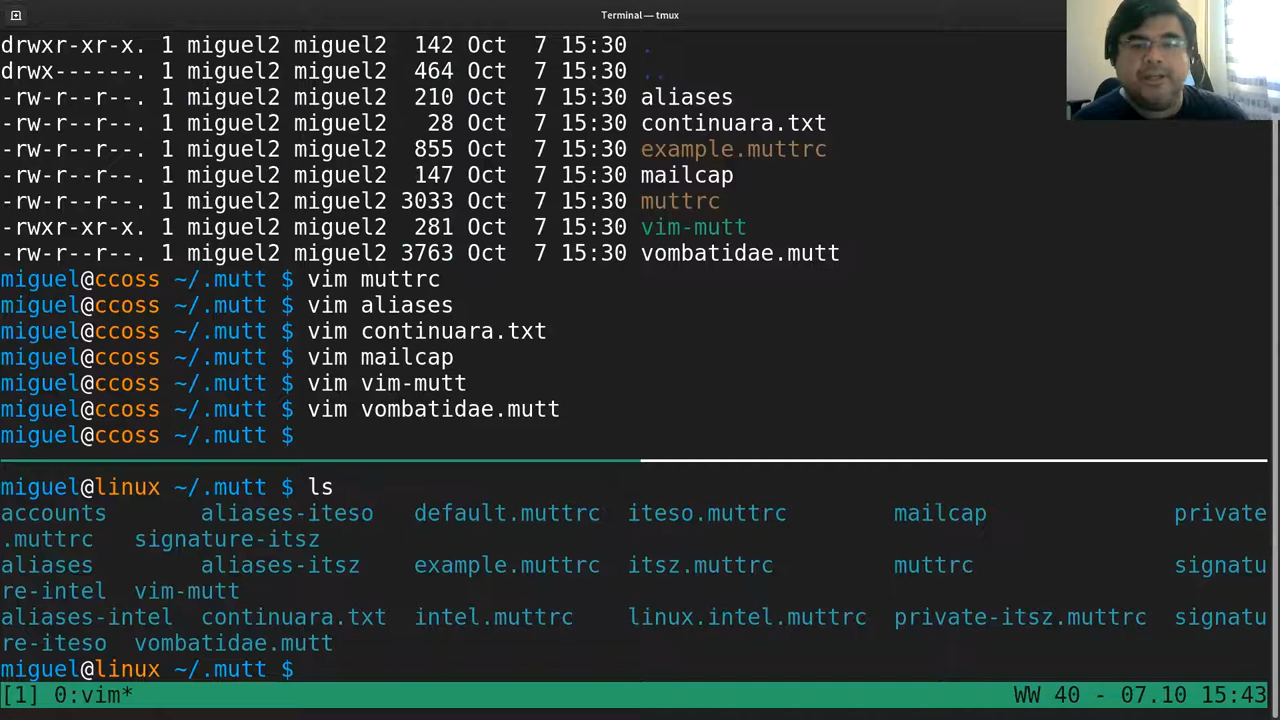 Terminal — tmux
drwxr-xr-x. 1 miguel2 miguel2  142 Oct  7 15:30 .
drwx------. 1 miguel2 miguel2  464 Oct  7 15:30 ..
-rw-r--r--. 1 miguel2 miguel2  210 Oct  7 15:30 aliases
-rw-r--r--. 1 miguel2 miguel2   28 Oct  7 15:30 continuara.txt
-rw-r--r--. 1 miguel2 miguel2  855 Oct  7 15:30 example.muttrc
-rw-r--r--. 1 miguel2 miguel2  147 Oct  7 15:30 mailcap
-rw-r--r--. 1 miguel2 miguel2 3033 Oct  7 15:30 muttrc
-rwxr-xr-x. 1 miguel2 miguel2  281 Oct  7 15:30 vim-mutt
-rw-r--r--. 1 miguel2 miguel2 3763 Oct  7 15:30 vombatidae.mutt
miguel@ccoss ~/.mutt $ vim muttrc
miguel@ccoss ~/.mutt $ vim aliases
miguel@ccoss ~/.mutt $ vim continuara.txt
miguel@ccoss ~/.mutt $ vim mailcap
miguel@ccoss ~/.mutt $ vim vim-mutt
miguel@ccoss ~/.mutt $ vim vombatidae.mutt
miguel@ccoss ~/.mutt $
miguel@linux ~/.mutt $ ls
accounts       aliases-iteso   default.muttrc  iteso.muttrc        mailcap              private
.muttrc   signature-itsz
aliases        aliases-itsz    example.muttrc  itsz.muttrc         muttrc               signatu
re-intel  vim-mutt
aliases-intel  continuara.txt  intel.muttrc    linux.intel.muttrc  private-itsz.muttrc  signatu
re-iteso  vombatidae.mutt
miguel@linux ~/.mutt $
[1] 0:vim* WW 40 - 07.10 15:43